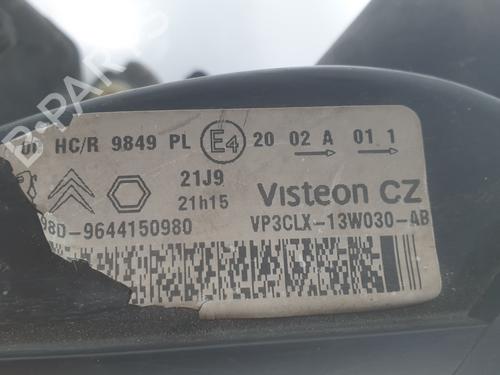 HC/R 9849 PL E4 20 02 A 01 1
21J9
21h15
Visteon CZ
98D-9644150980
VP3CLX-13W030-AB
B-PARTS